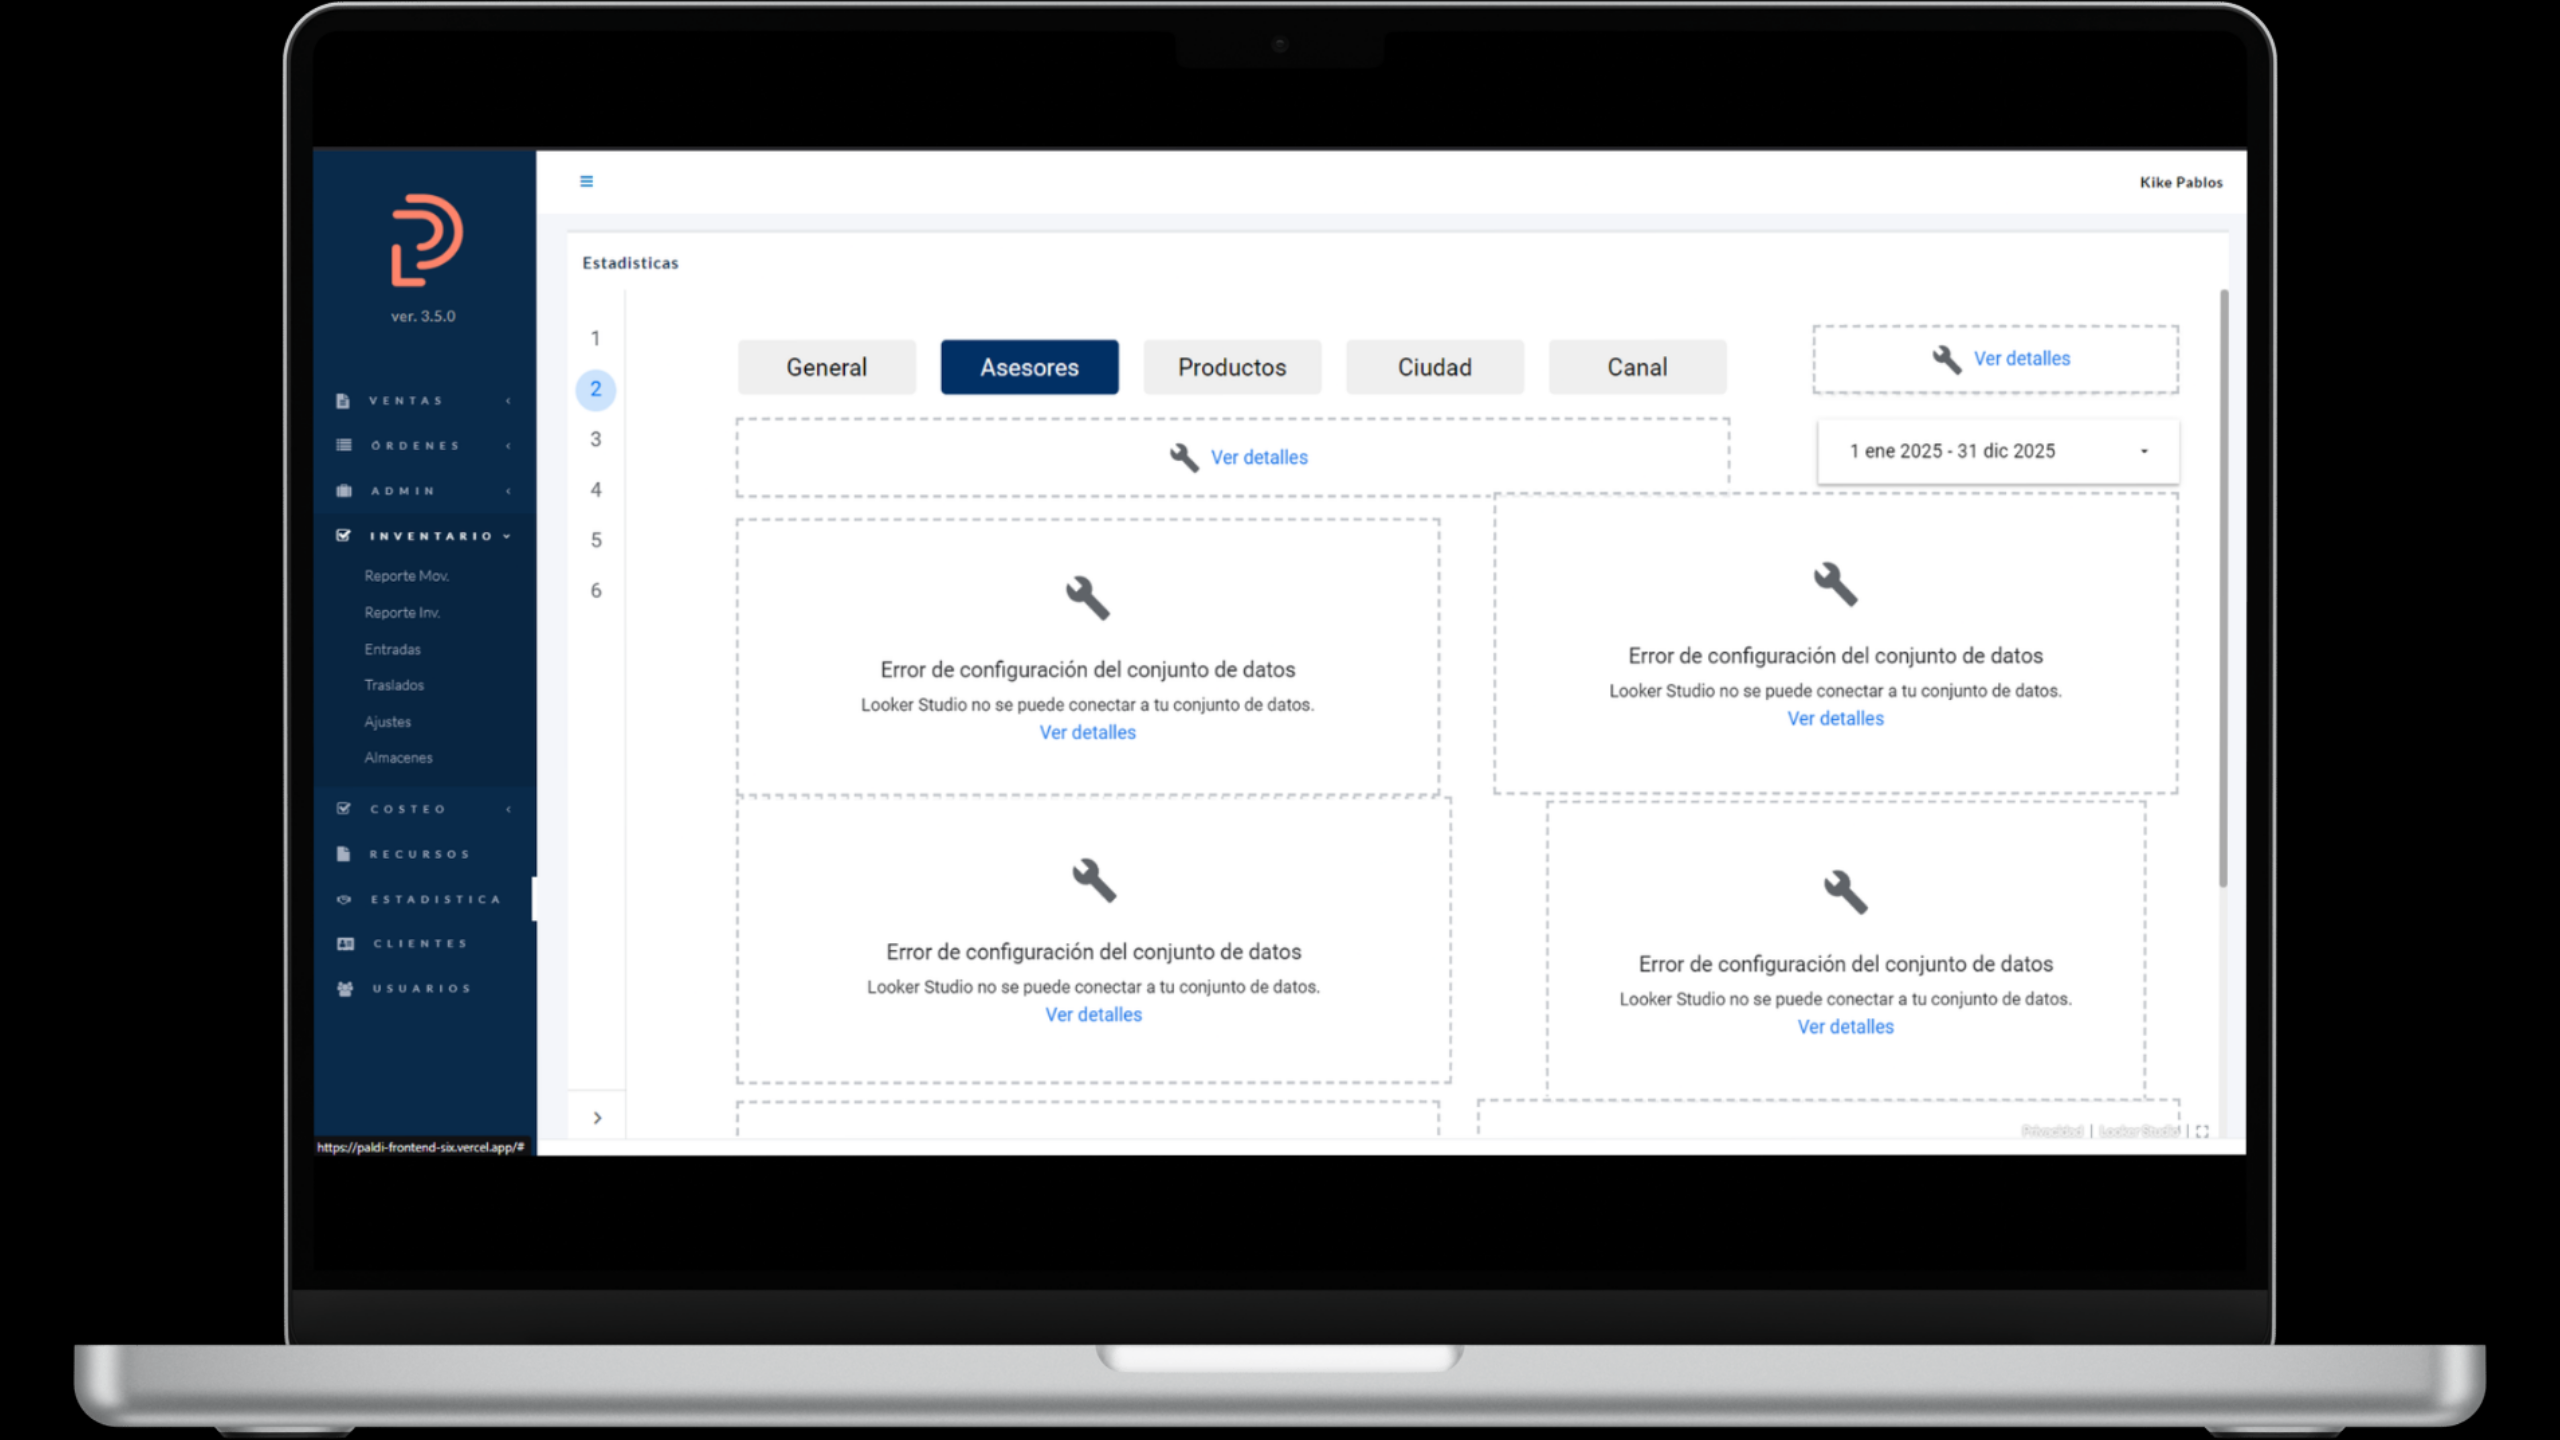 Kike Pablos
ver. 3.5.0
VENTAS
ÓRDENES
ADMIN
INVENTARIO
Reporte Mov.
Reporte Inv.
Entradas
Traslados
Ajustes
Almacenes
COSTEO
RECURSOS
ESTADISTICA
CLIENTES
USUARIOS
https://paldi-frontend-six.vercel.app/#
Estadisticas
1
2
3
4
5
6
General
Asesores
Productos
Ciudad
Canal
Ver detalles
Ver detalles
1 ene 2025 - 31 dic 2025
Error de configuración del conjunto de datos
Looker Studio no se puede conectar a tu conjunto de datos.
Ver detalles
Error de configuración del conjunto de datos
Looker Studio no se puede conectar a tu conjunto de datos.
Ver detalles
Error de configuración del conjunto de datos
Looker Studio no se puede conectar a tu conjunto de datos.
Ver detalles
Error de configuración del conjunto de datos
Looker Studio no se puede conectar a tu conjunto de datos.
Ver detalles
Privacidad | Looker Studio |